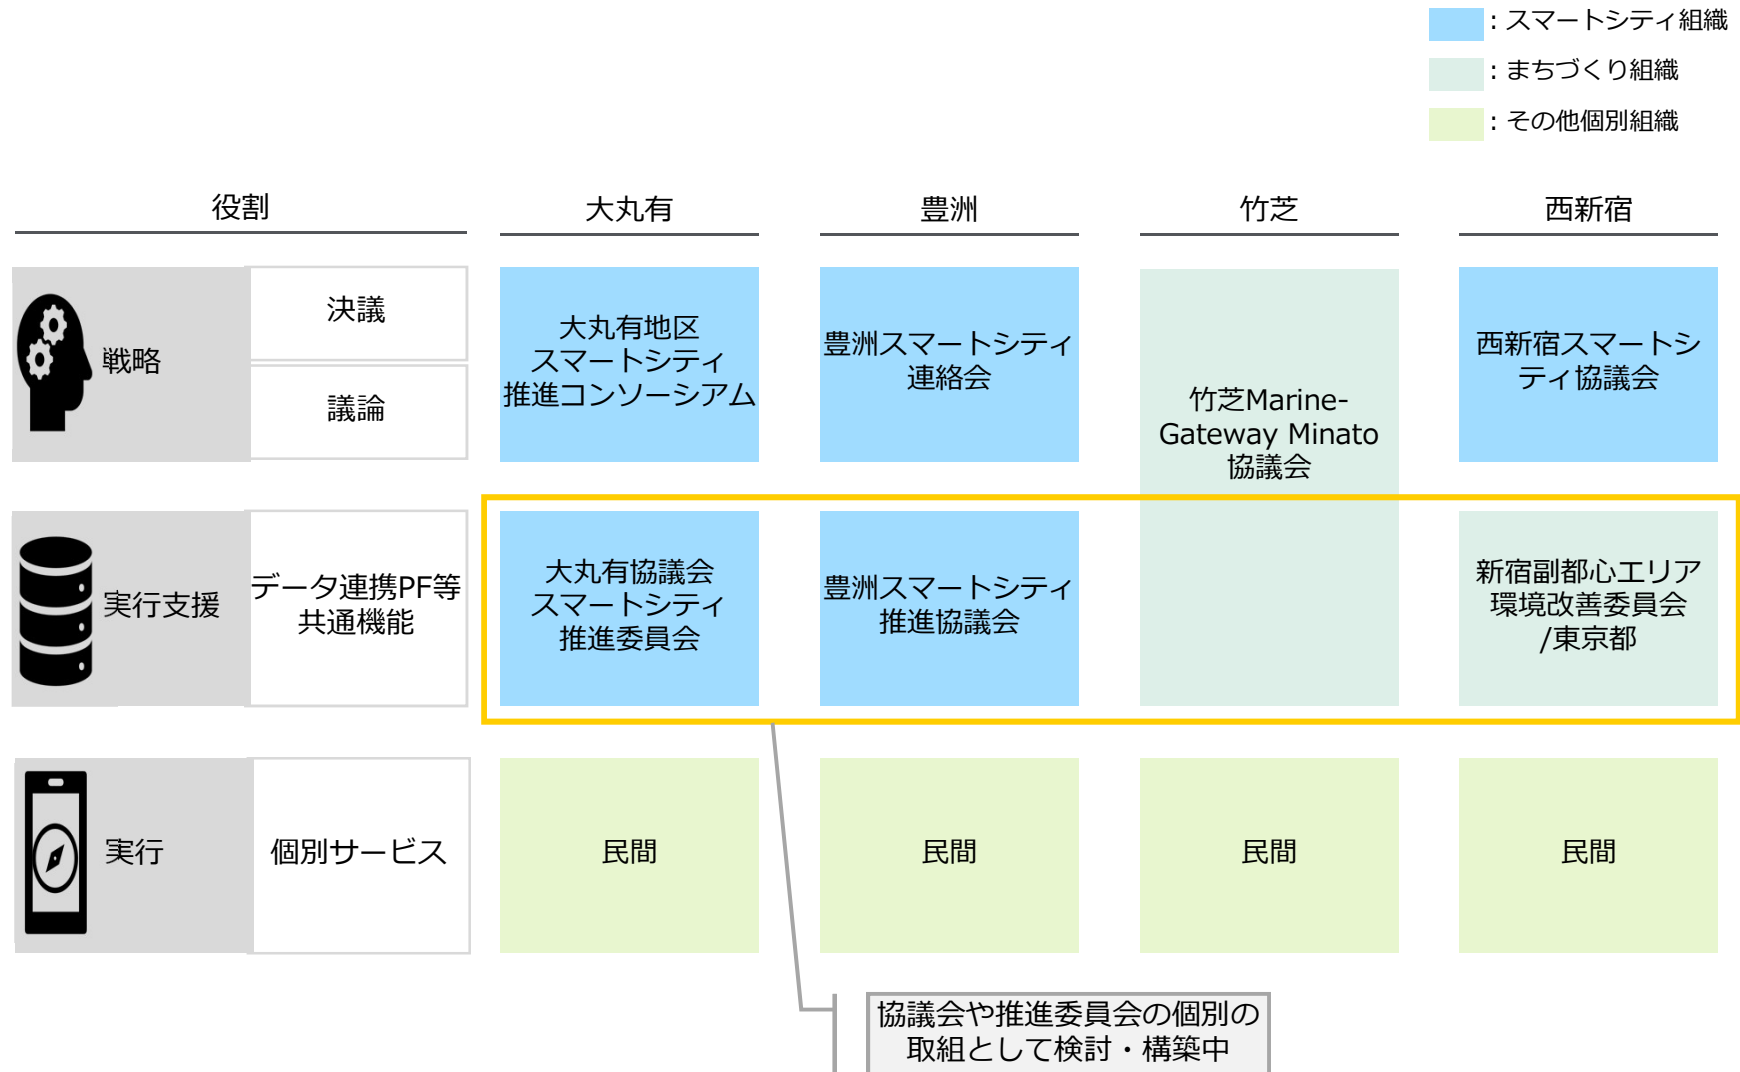 ：スマートシティ組織
：まちづくり組織
：その他個別組織
役割
大丸有
豊洲
竹芝
西新宿
戦略
決議
議論
大丸有地区
スマートシティ
推進コンソーシアム
豊洲スマートシティ
連絡会
竹芝Marine-
Gateway Minato
協議会
西新宿スマートシ
ティ協議会
実行支援
データ連携PF等
共通機能
大丸有協議会
スマートシティ
推進委員会
豊洲スマートシティ
推進協議会
新宿副都心エリア
環境改善委員会
/東京都
実行
個別サービス
民間
民間
民間
民間
協議会や推進委員会の個別の
取組として検討・構築中